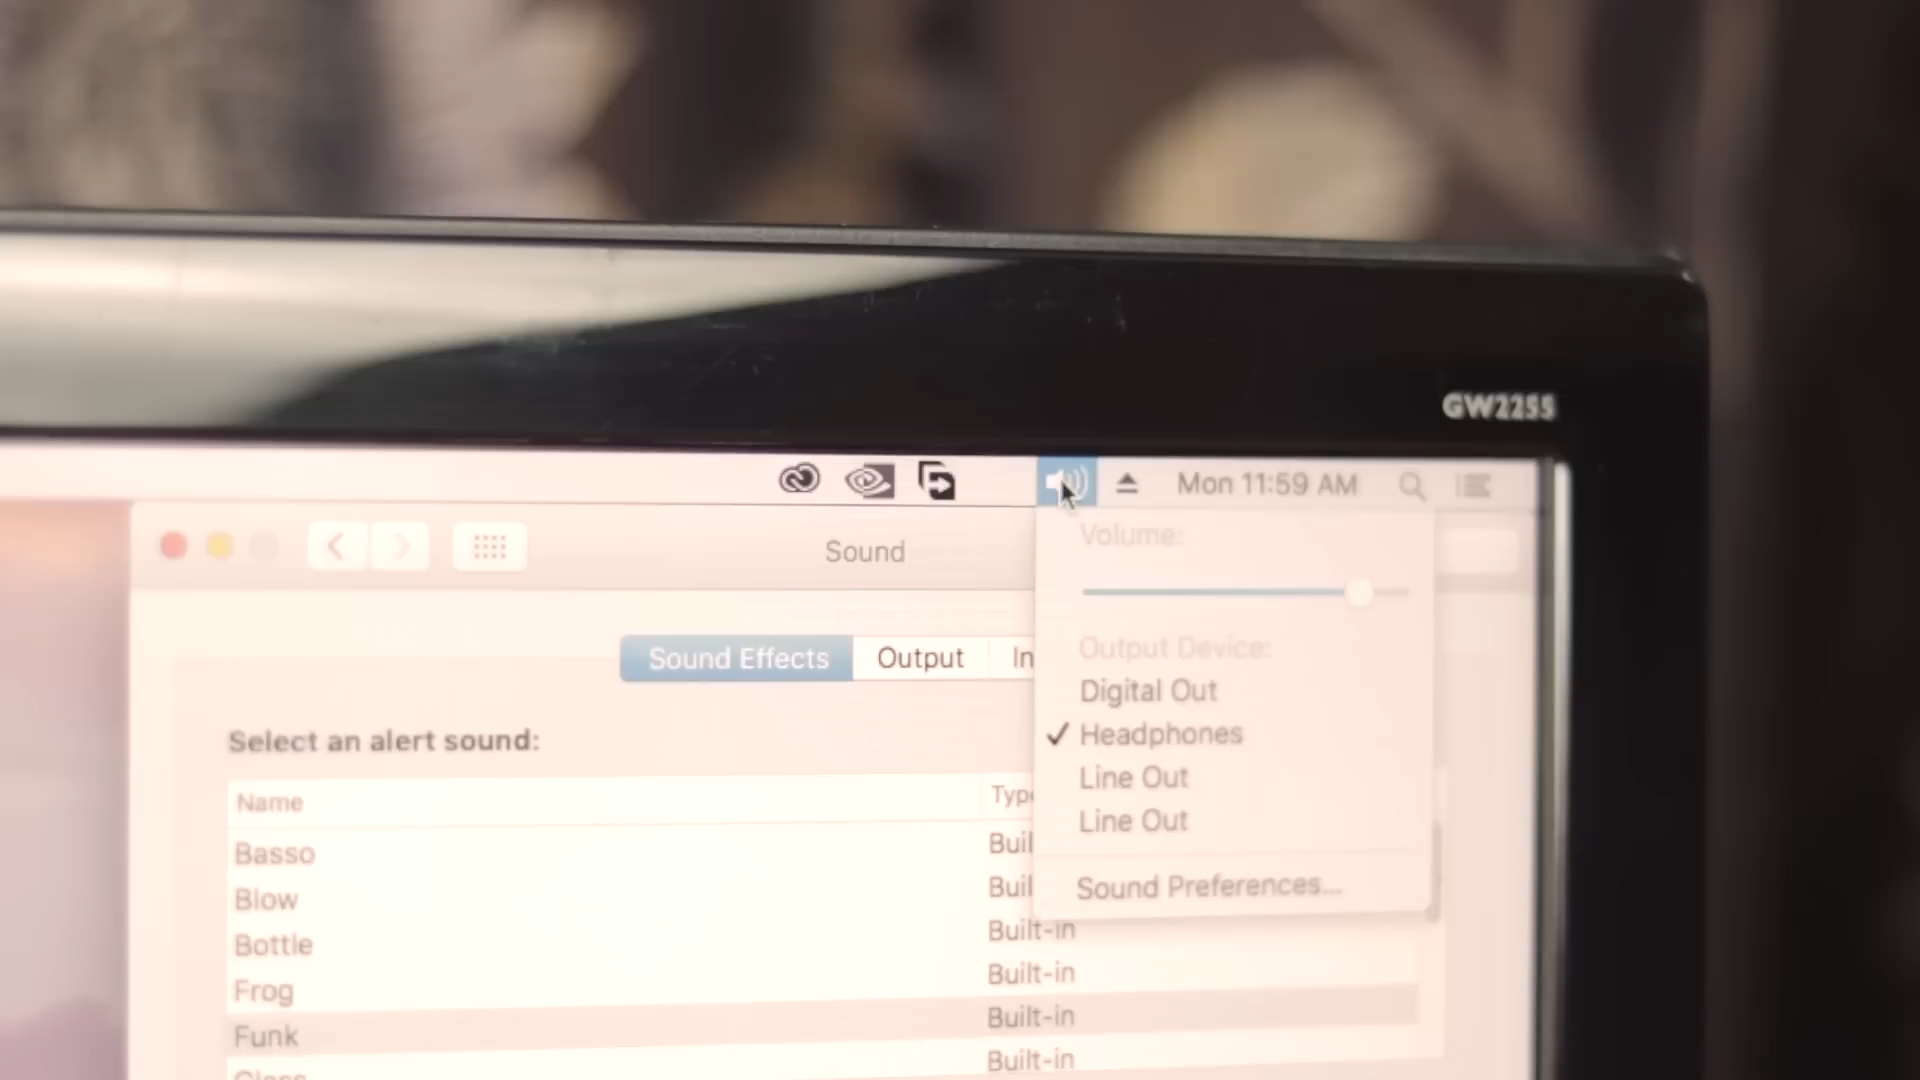 GW2255
Mon 11:59 AM
Sound
Volume:
Sound Effects
Output
In
Output Device:
Digital Out
Headphones
Line Out
Line Out
Sound Preferences...
Select an alert sound:
Name
Type
Basso
Buil
Blow
Buil
Bottle
Built-in
Frog
Built-in
Funk
Built-in
Glass
Built-in